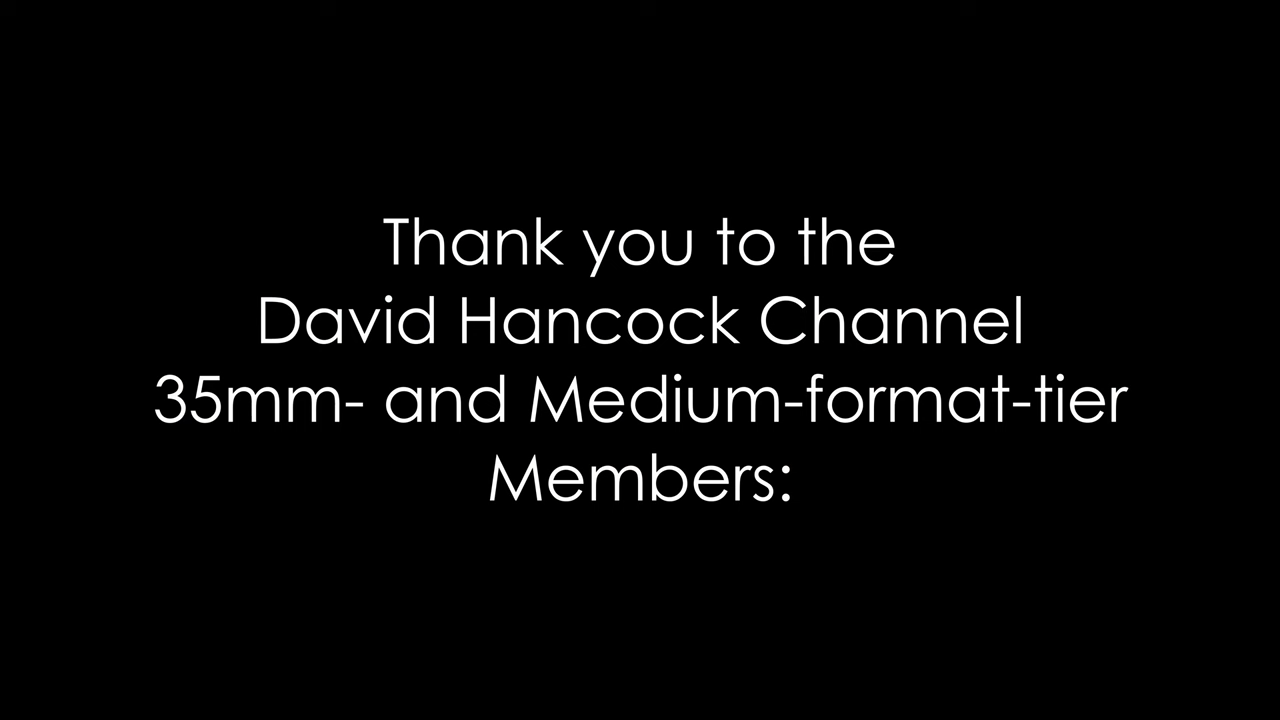 Thank you to the
David Hancock Channel
35mm- and Medium-format-tier
Members: